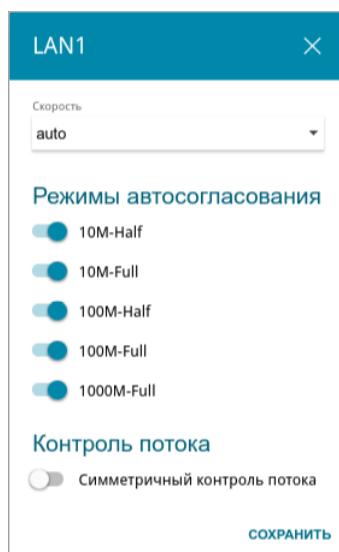 LAN1
Скорость
auto
Режимы автосогласования
10M-Half
10M-Full
100M-Half
100M-Full
1000M-Full
Контроль потока
Симметричный контроль потока
СОХРАНИТЬ